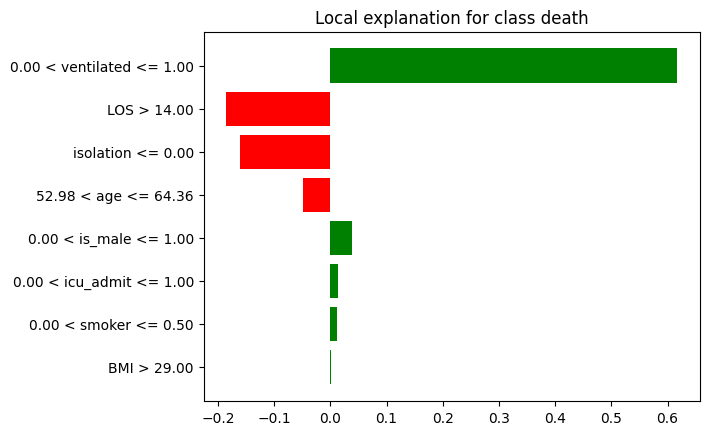 Local explanation for class death
0.00 < ventilated <= 1.00
LOS > 14.00
isolation <= 0.00
52.98 < age <= 64.36
0.00 < is_male <= 1.00
0.00 < icu_admit <= 1.00
0.00 < smoker <= 0.50
BMI > 29.00
−0.2 −0.1 0.0 0.1 0.2 0.3 0.4 0.5 0.6